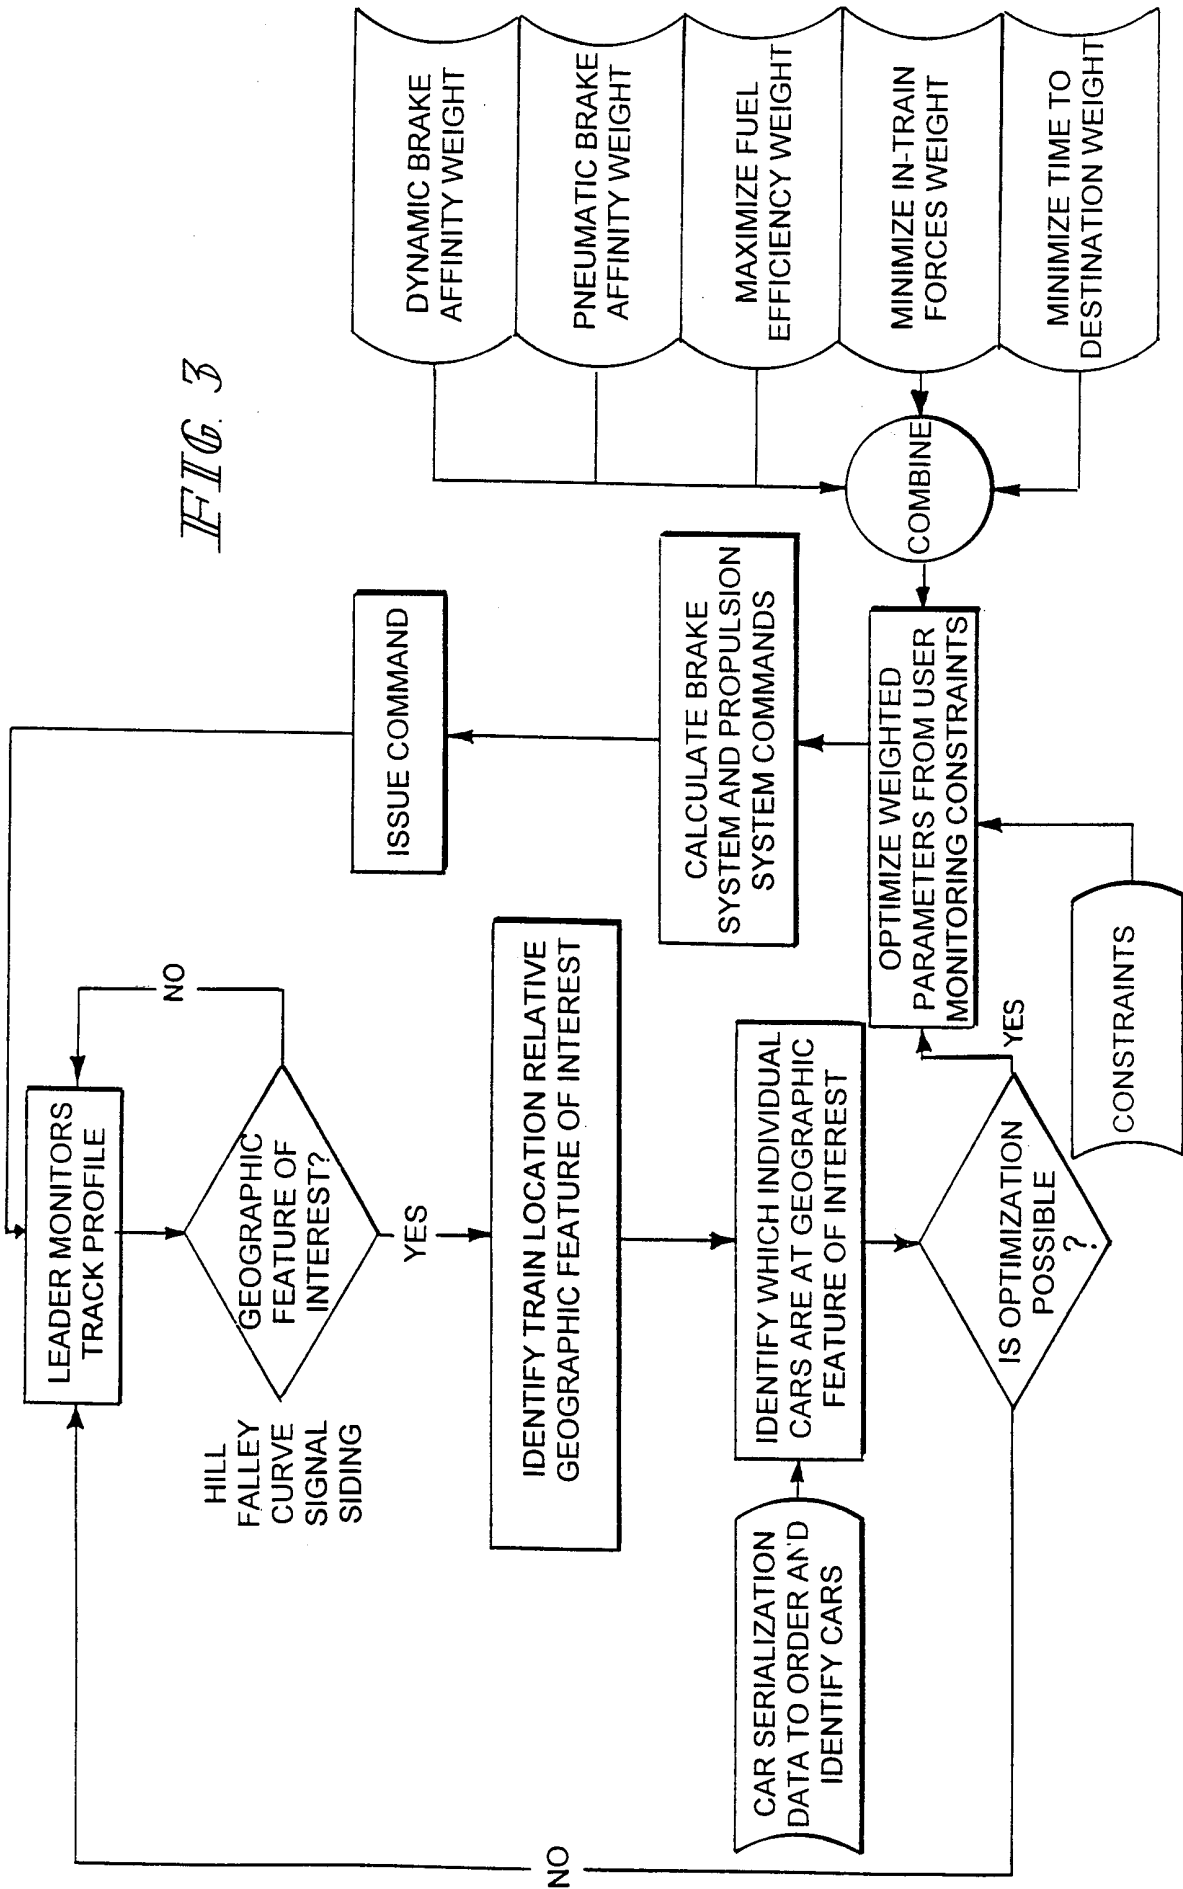 FIG. 3
LEADER MONITORS
TRACK PROFILE
NO
GEOGRAPHIC
FEATURE OF
INTEREST?
HILL
FALLEY
CURVE
SIGNAL
SIDING
YES
IDENTIFY TRAIN LOCATION RELATIVE
GEOGRAPHIC FEATURE OF INTEREST
CAR SERIALIZATION
DATA TO ORDER AND
IDENTIFY CARS
IDENTIFY WHICH INDIVIDUAL
CARS ARE AT GEOGRAPHIC
FEATURE OF INTEREST
IS OPTIMIZATION
POSSIBLE
?
NO
YES
CONSTRAINTS
OPTIMIZE WEIGHTED
PARAMETERS FROM USER
MONITORING CONSTRAINTS
CALCULATE BRAKE
SYSTEM AND PROPULSION
SYSTEM COMMANDS
ISSUE COMMAND
COMBINE
DYNAMIC BRAKE
AFFINITY WEIGHT
PNEUMATIC BRAKE
AFFINITY WEIGHT
MAXIMIZE FUEL
EFFICIENCY WEIGHT
MINIMIZE IN-TRAIN
FORCES WEIGHT
MINIMIZE TIME TO
DESTINATION WEIGHT